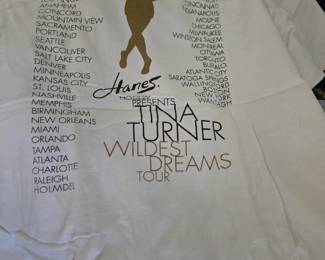 ANAHEIM
CONCORD
MOUNTAIN VIEW
SACRAMENTO
PORTLAND
SEATTLE
VANCOUVER
SALT LAKE CITY
DENVER
MINNEAPOLIS
KANSAS CITY
ST. LOUIS
NASHVILLE
MEMPHIS
BIRMINGHAM
NEW ORLEANS
MIAMI
ORLANDO
TAMPA
ATLANTA
CHARLOTTE
RALEIGH
HOLMDEL
Hanes
HOSIERY
PRESENTS
TINA
TURNER
WILDEST
DREAMS
TOUR
CINCINNATI
MOLINE
CHICAGO
MILWAUKEE
WINSTON SALEM
MONTREAL
OTTAWA
TORONTO
BUFFALO
ATLANTIC CITY
SARATOGA SPRINGS
WALLINGFORD
BOSTON
NEW